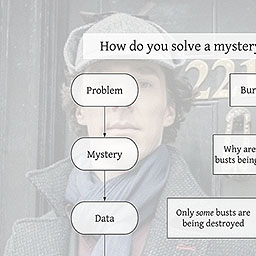 How do you solve a mystery
Problem
Bur
Mystery
Why are
busts being
Data
Only some busts are
being destroyed
221